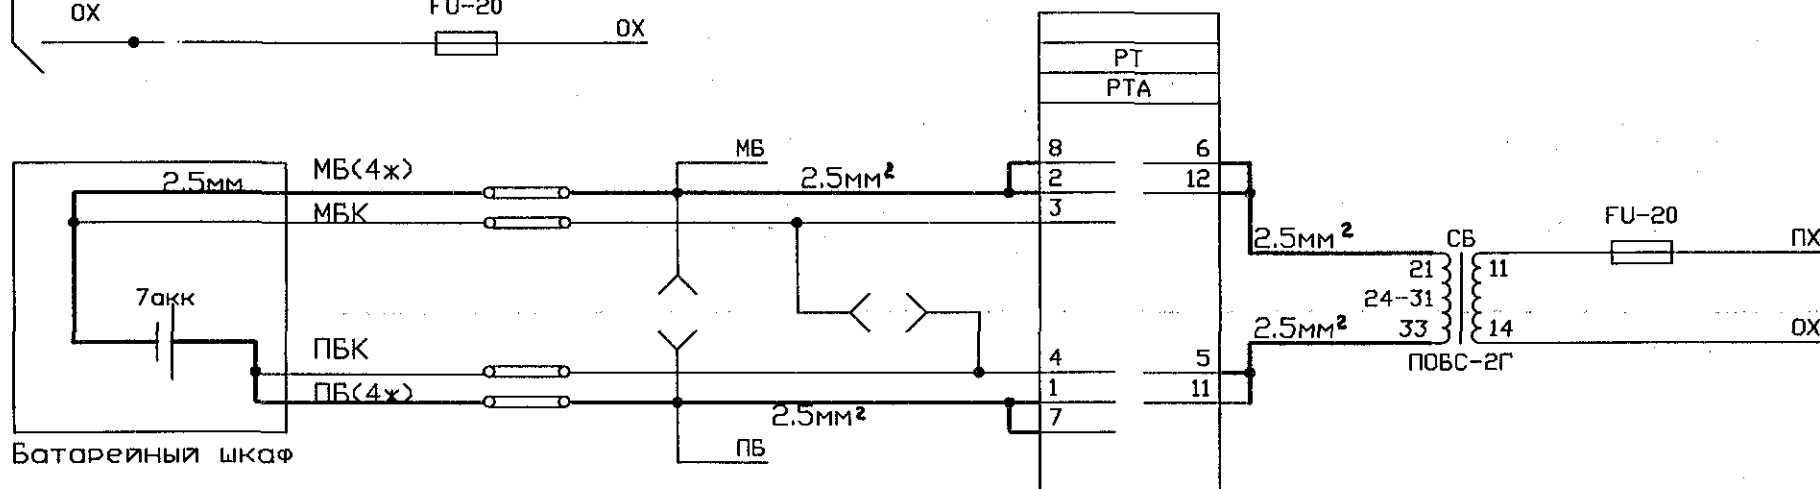 FU-20
ОХ
ОХ
РТ
РТА
МБ
8
6
МБ(4ж)
2.5мм
2.5мм²
2
12
МБК
3
FU-20
2.5мм²
СБ
ПХ
21
11
7акк
24-31
2.5мм²
33
14
ОХ
ПБК
4
5
ПОБС-2Г
ПБ(4ж)
1
11
2.5мм²
7
ПБ
Батарейный шкаф